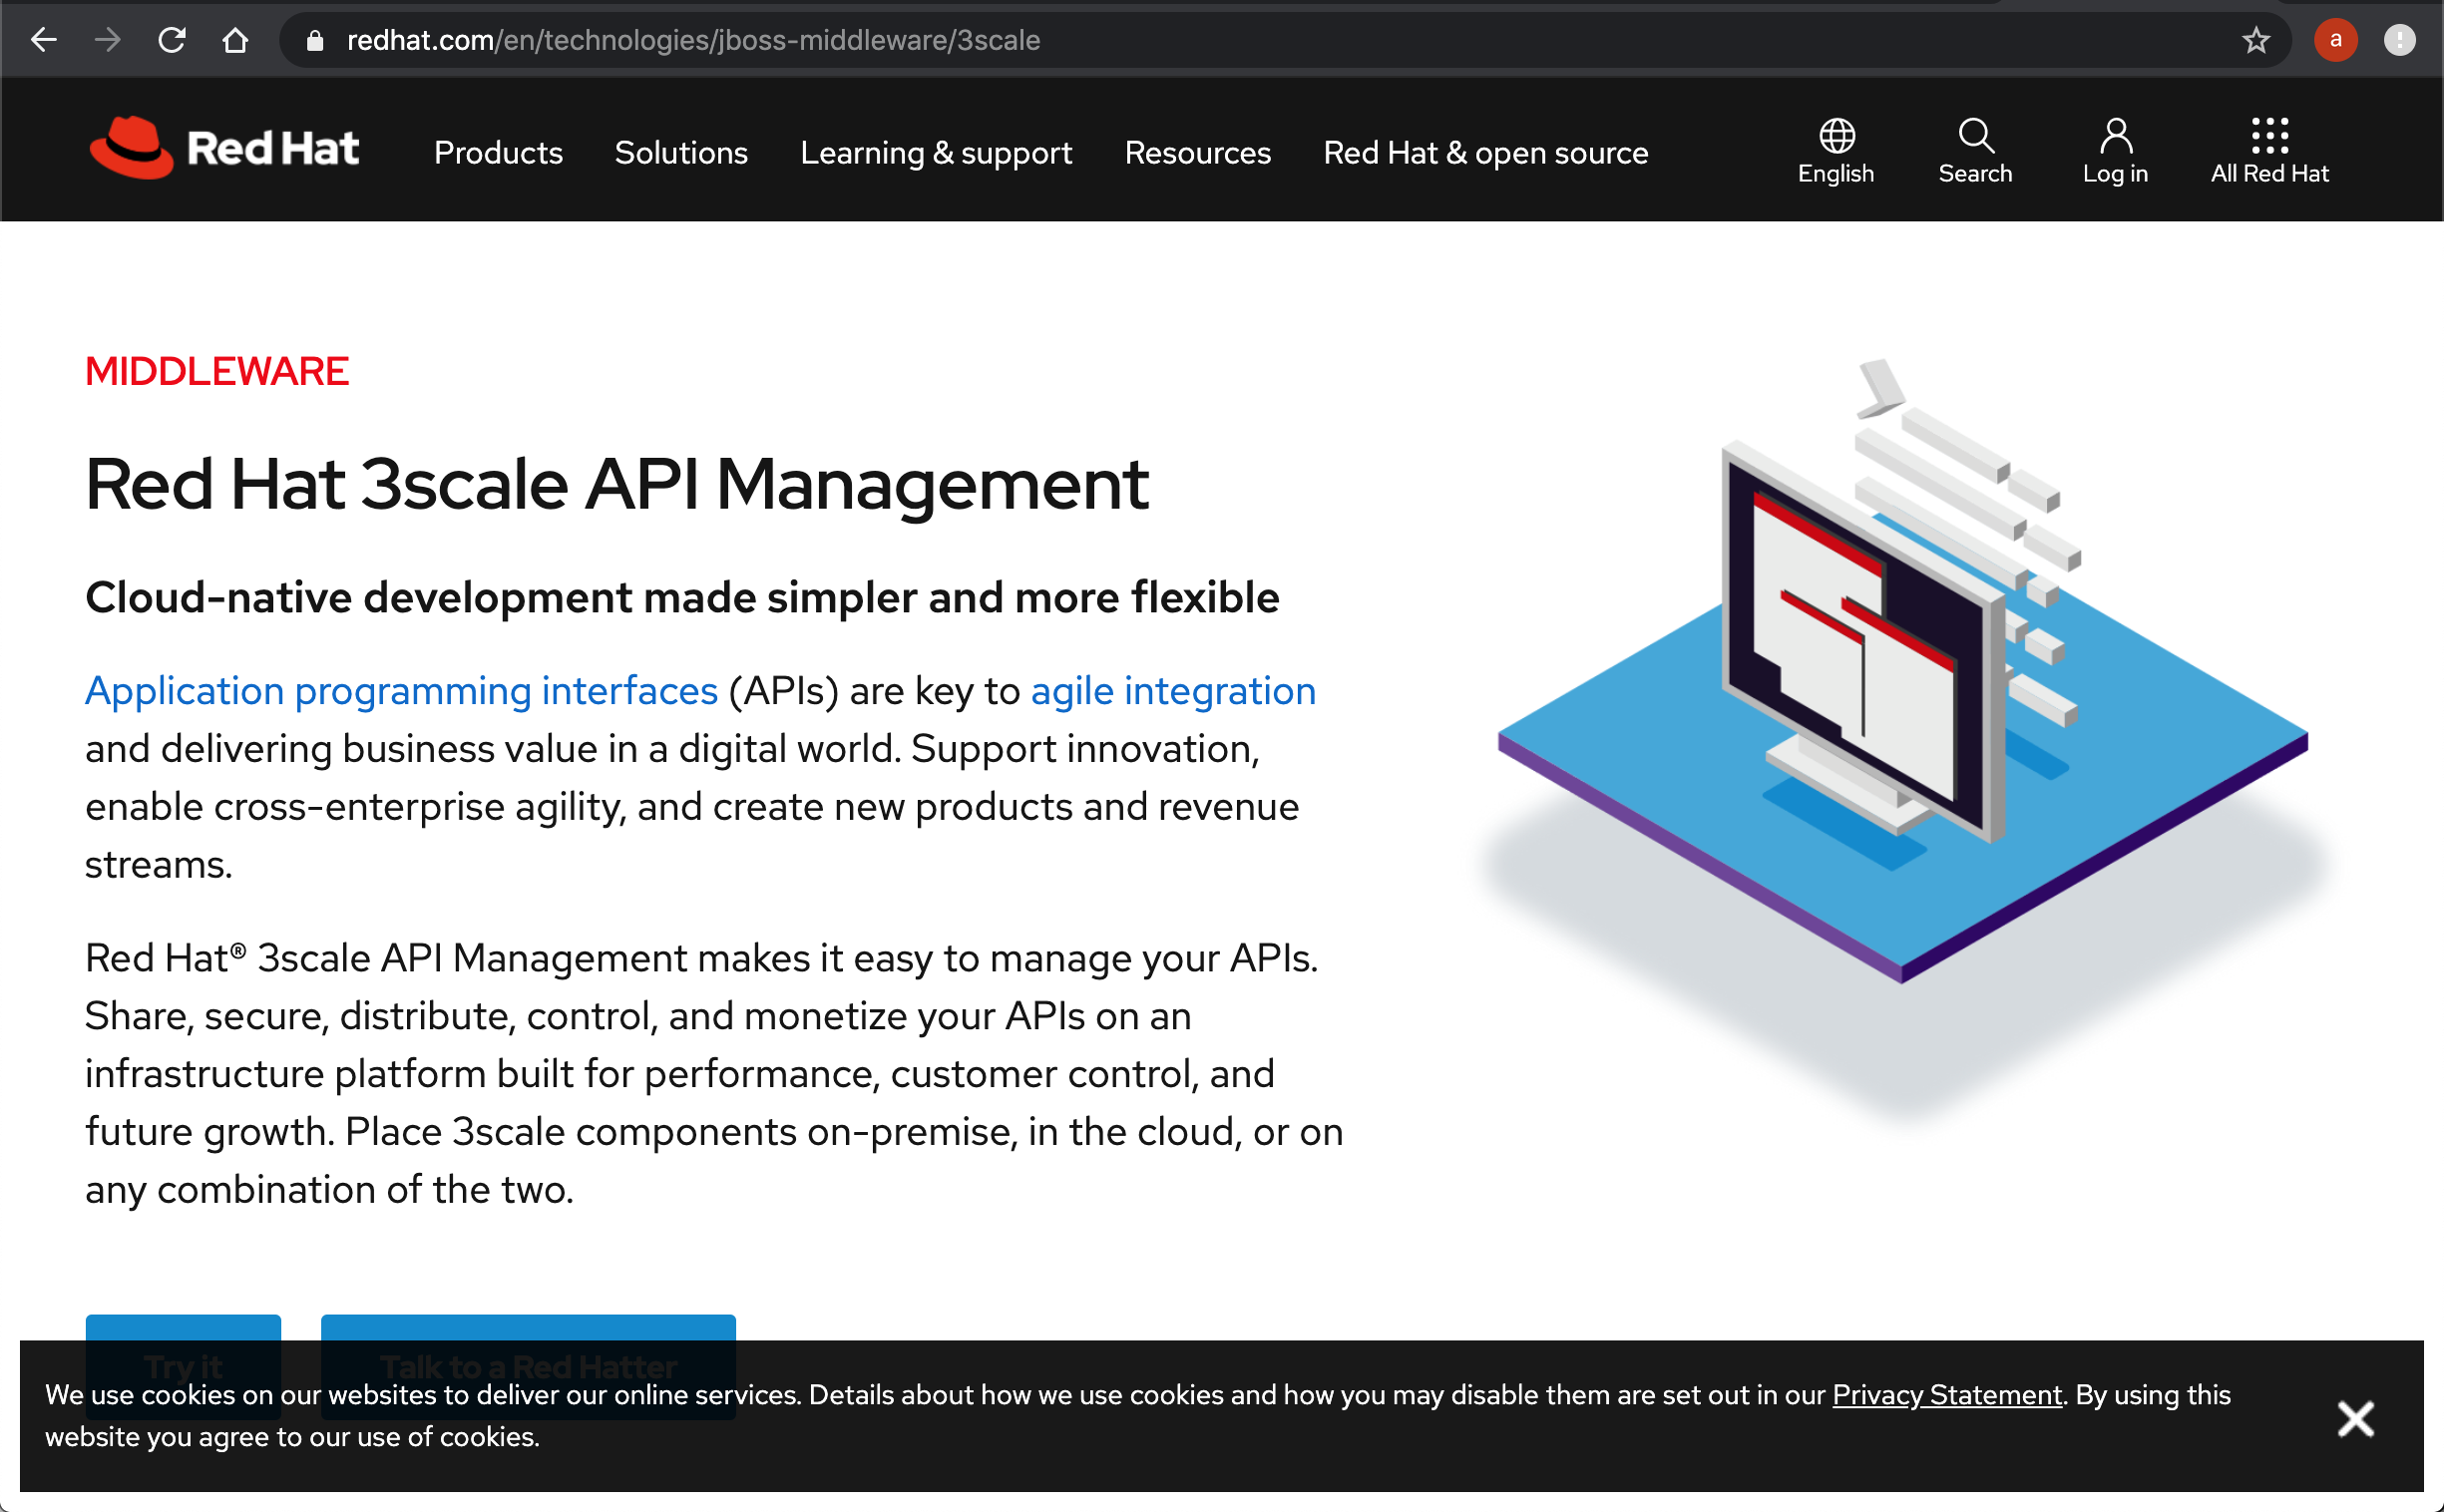 redhat.com/en/technologies/jboss-middleware/3scale
a
Red Hat
Products
Solutions
Learning & support
Resources
Red Hat & open source
English
Search
Log in
All Red Hat
MIDDLEWARE
Red Hat 3scale API Management
Cloud-native development made simpler and more flexible
Application programming interfaces (APIs) are key to agile integration
and delivering business value in a digital world. Support innovation,
enable cross-enterprise agility, and create new products and revenue
streams.
Red Hat® 3scale API Management makes it easy to manage your APIs.
Share, secure, distribute, control, and monetize your APIs on an
infrastructure platform built for performance, customer control, and
future growth. Place 3scale components on-premise, in the cloud, or on
any combination of the two.
Try it
Talk to a Red Hatter
We use cookies on our websites to deliver our online services. Details about how we use cookies and how you may disable them are set out in our Privacy Statement. By using this
website you agree to our use of cookies.